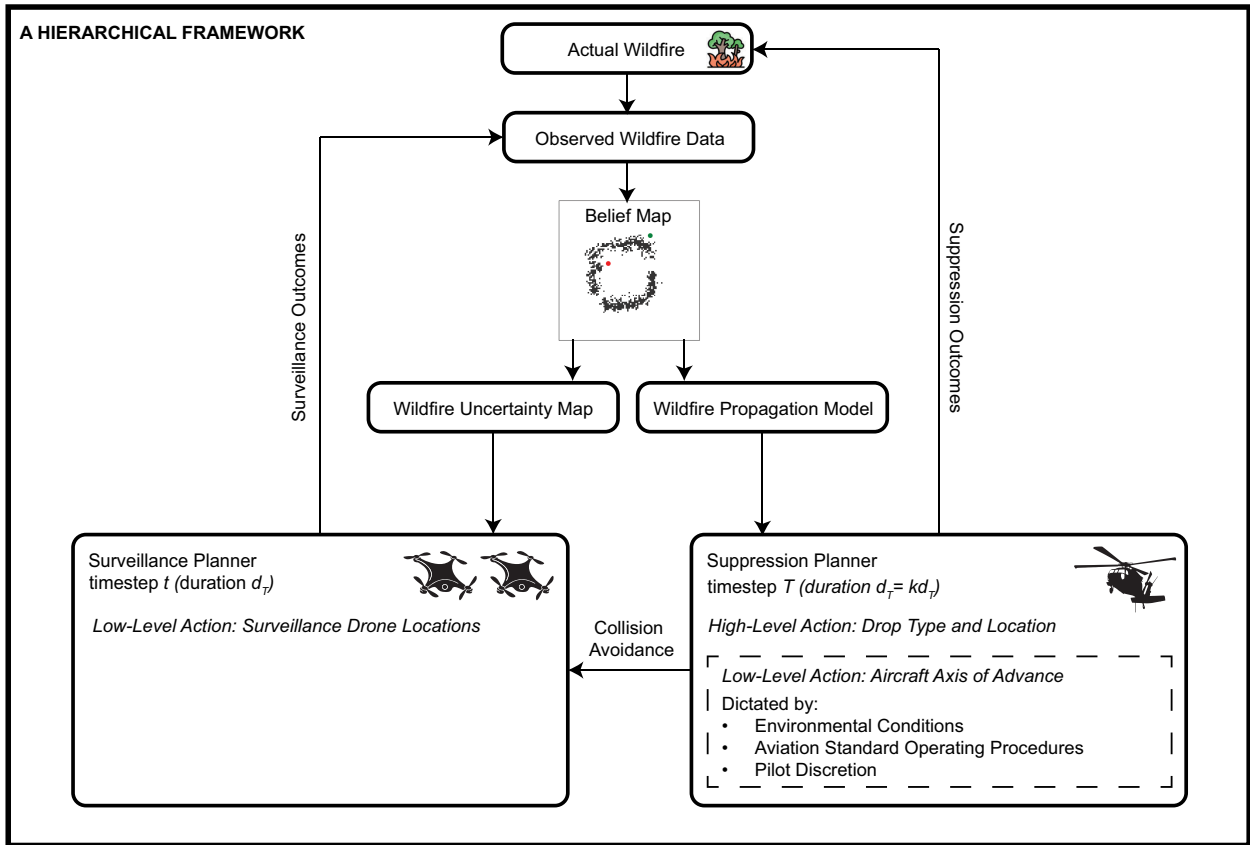 A HIERARCHICAL FRAMEWORK
Actual Wildfire
Observed Wildfire Data
Belief Map
Surveillance Outcomes
Suppression Outcomes
Wildfire Uncertainty Map
Wildfire Propagation Model
Surveillance Planner
timestep t (duration d_T)
Low-Level Action: Surveillance Drone Locations
Collision
Avoidance
Suppression Planner
timestep T (duration d_T= kd_T)
High-Level Action: Drop Type and Location
Low-Level Action: Aircraft Axis of Advance
Dictated by:
• Environmental Conditions
• Aviation Standard Operating Procedures
• Pilot Discretion